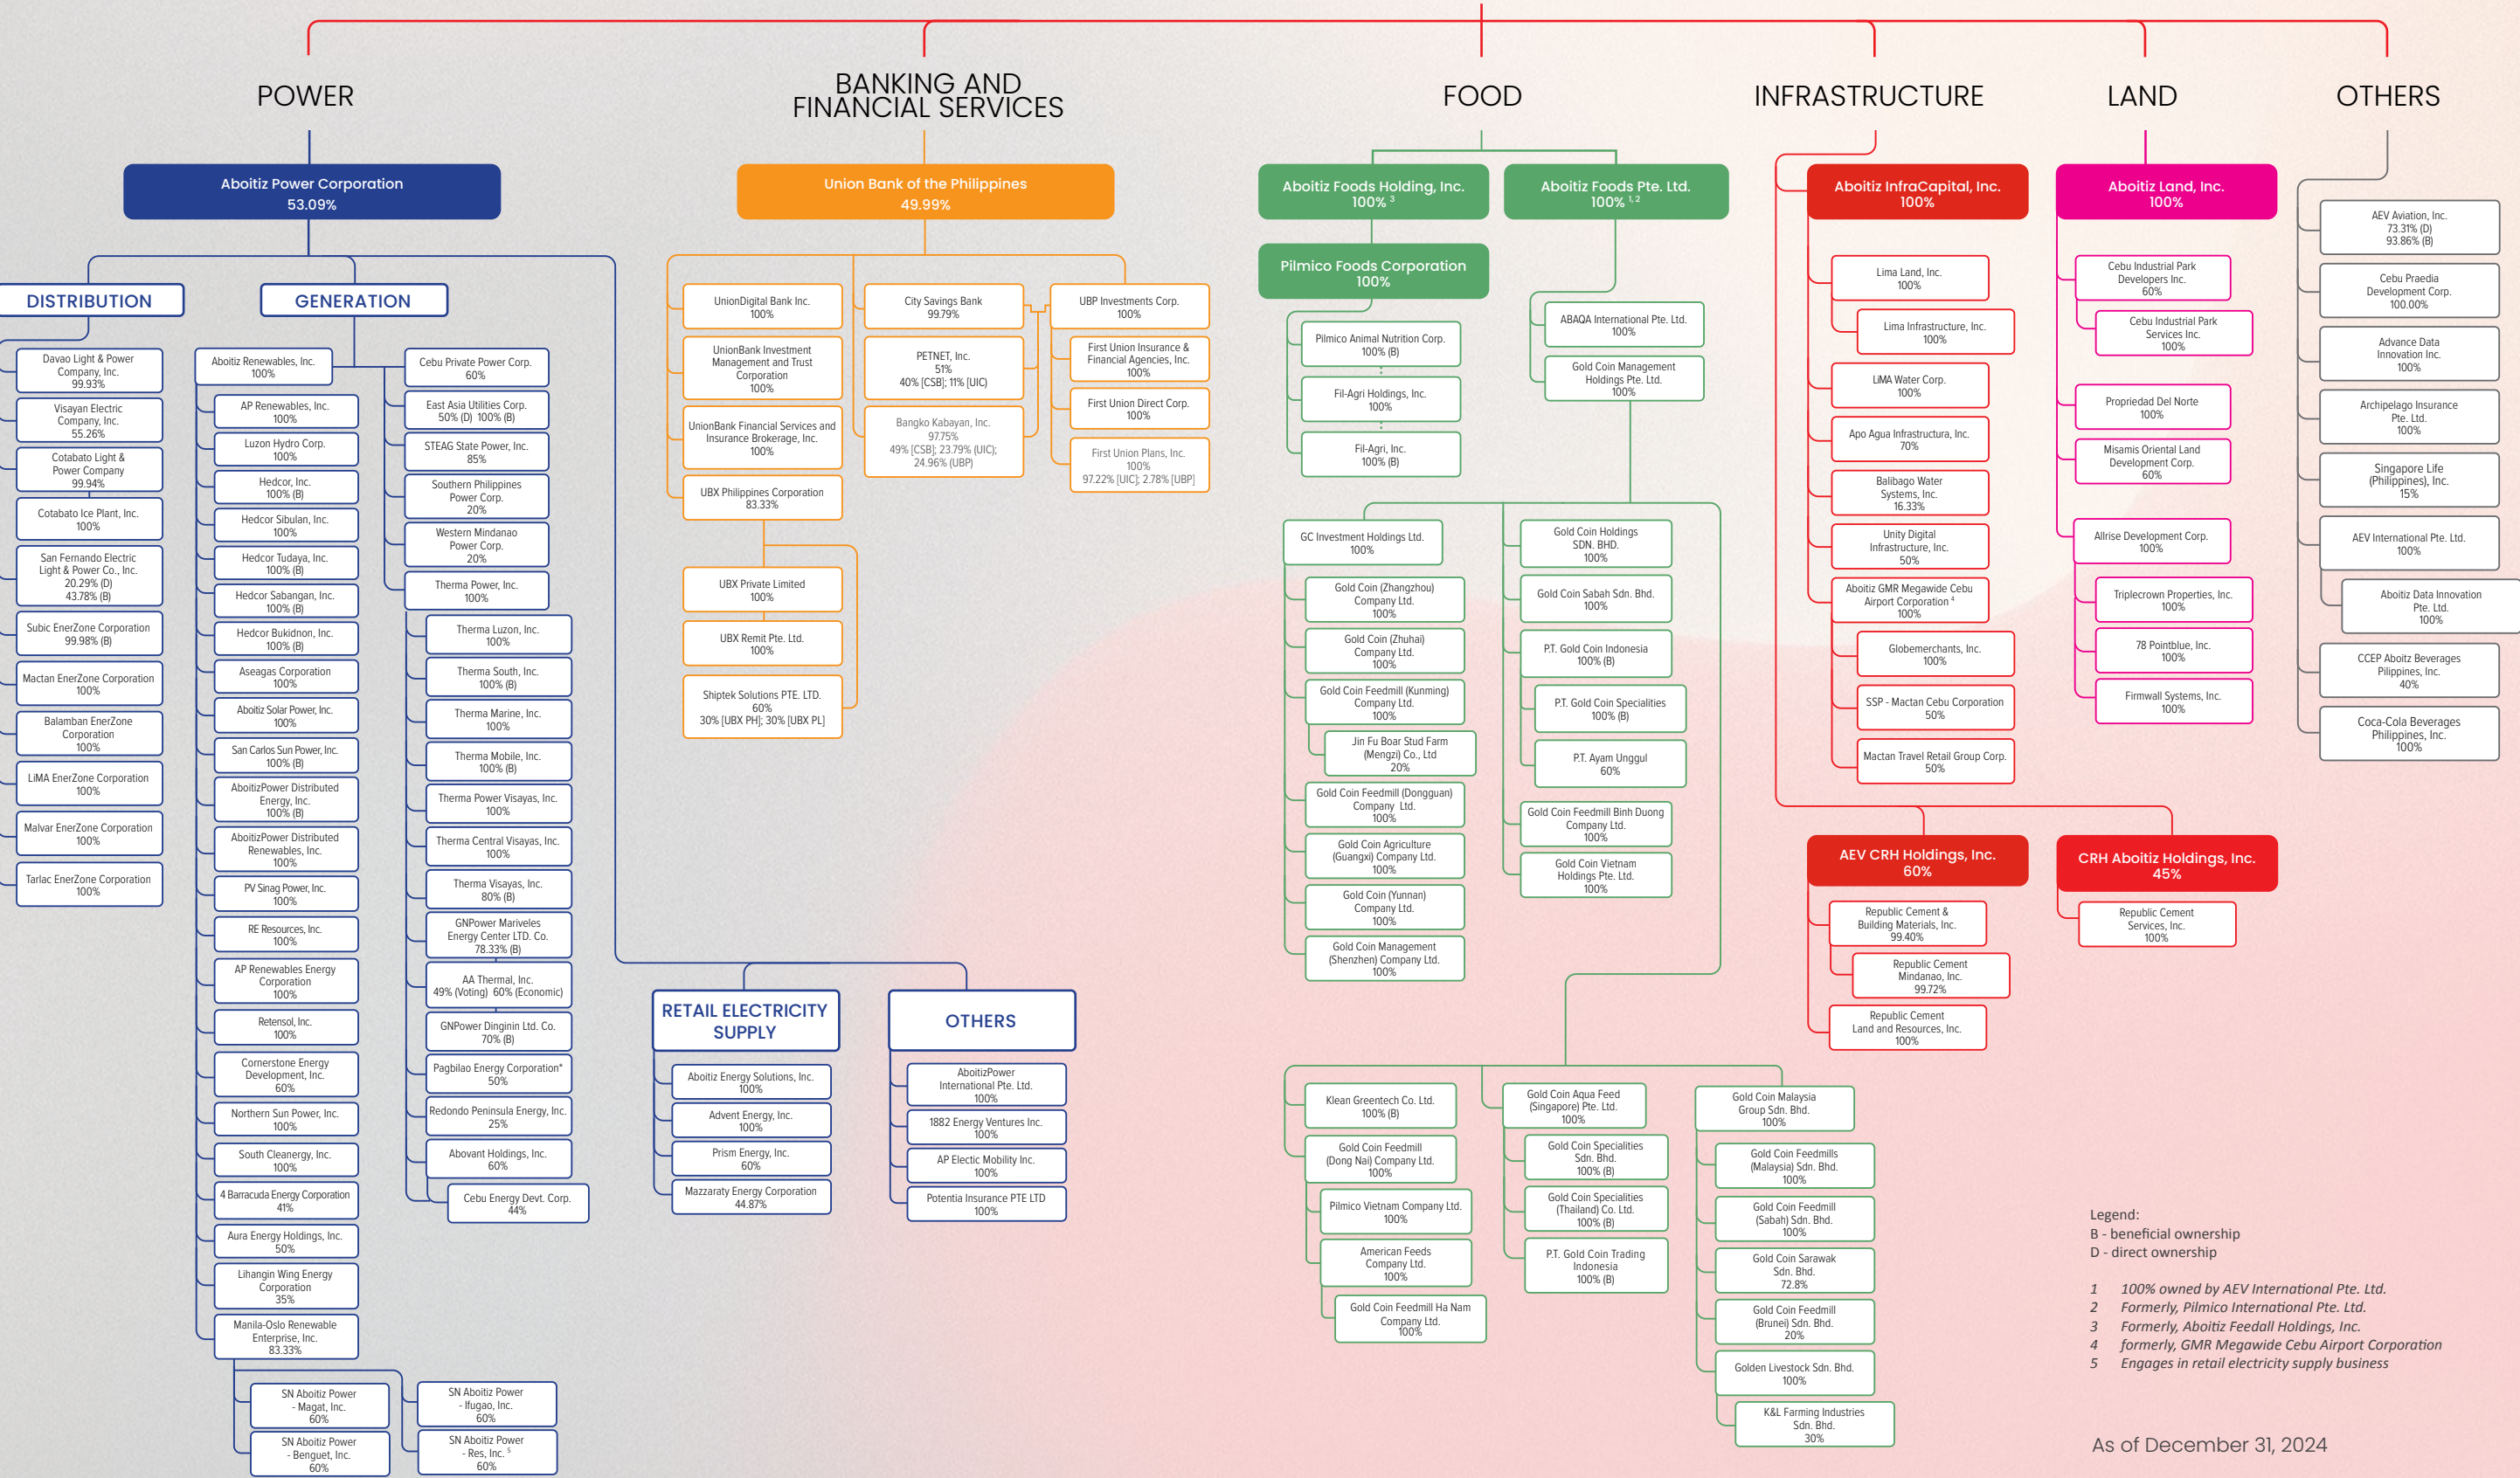 POWER
BANKING AND
FINANCIAL SERVICES
FOOD
INFRASTRUCTURE
LAND
OTHERS
Aboitiz Power Corporation
53.09%
DISTRIBUTION
Davao Light & Power
Company, Inc.
99.93%
Visayan Electric
Company, Inc.
55.26%
Cotabato Light &
Power Company
99.94%
Cotabato Ice Plant, Inc.
100%
San Fernando Electric
Light & Power Co., Inc.
20.29% (D)
43.78% (B)
Subic EnerZone Corporation
99.98% (B)
Mactan EnerZone Corporation
100%
Balamban EnerZone
Corporation
100%
LiMA EnerZone Corporation
100%
Malvar EnerZone Corporation
100%
Tarlac EnerZone Corporation
100%
GENERATION
Aboitiz Renewables, Inc.
100%
AP Renewables, Inc.
100%
Luzon Hydro Corp.
100%
Hedcor, Inc.
100% (B)
Hedcor Sibulan, Inc.
100%
Hedcor Tudaya, Inc.
100% (B)
Hedcor Sabangan, Inc.
100% (B)
Hedcor Bukidnon, Inc.
100% (B)
Aseagas Corporation
100%
Aboitiz Solar Power, Inc.
100%
San Carlos Sun Power, Inc.
100% (B)
AboitizPower Distributed
Energy, Inc.
100% (B)
AboitizPower Distributed
Renewables, Inc.
100%
PV Sinag Power, Inc.
100%
RE Resources, Inc.
100%
AP Renewables Energy
Corporation
100%
Retensol, Inc.
100%
Cornerstone Energy
Development, Inc.
60%
Northern Sun Power, Inc.
100%
South Cleanergy, Inc.
100%
4 Barracuda Energy Corporation
41%
Aura Energy Holdings, Inc.
50%
Lihangin Wing Energy
Corporation
35%
Manila-Oslo Renewable
Enterprise, Inc.
83.33%
SN Aboitiz Power
- Magat, Inc.
60%
SN Aboitiz Power
- Benguet, Inc.
60%
SN Aboitiz Power
- Ifugao, Inc.
60%
SN Aboitiz Power
- Res, Inc. 5
60%
Cebu Private Power Corp.
60%
East Asia Utilities Corp.
50% (D) 100% (B)
STEAG State Power, Inc.
85%
Southern Philippines
Power Corp.
20%
Western Mindanao
Power Corp.
20%
Therma Power, Inc.
100%
Therma Luzon, Inc.
100%
Therma South, Inc.
100% (B)
Therma Marine, Inc.
100%
Therma Mobile, Inc.
100% (B)
Therma Power Visayas, Inc.
100%
Therma Central Visayas, Inc.
100%
Therma Visayas, Inc.
80% (B)
GNPower Mariveles
Energy Center LTD. Co.
78.33% (B)
AA Thermal, Inc.
49% (Voting) 60% (Economic)
GNPower Dinginin Ltd. Co.
70% (B)
Pagbilao Energy Corporation*
50%
Redondo Peninsula Energy, Inc.
25%
Abovant Holdings, Inc.
60%
Cebu Energy Devt. Corp.
44%
RETAIL ELECTRICITY
SUPPLY
Aboitiz Energy Solutions, Inc.
100%
Advent Energy, Inc.
100%
Prism Energy, Inc.
60%
Mazzaraty Energy Corporation
44.87%
OTHERS
AboitizPower
International Pte. Ltd.
100%
1882 Energy Ventures Inc.
100%
AP Electic Mobility Inc.
100%
Potentia Insurance PTE LTD
100%
Union Bank of the Philippines
49.99%
UnionDigital Bank Inc.
100%
UnionBank Investment
Management and Trust
Corporation
100%
UnionBank Financial Services and
Insurance Brokerage, Inc.
100%
UBX Philippines Corporation
83.33%
UBX Private Limited
100%
UBX Remit Pte. Ltd.
100%
Shiptek Solutions PTE. LTD.
60%
30% [UBX PH]; 30% [UBX PL]
City Savings Bank
99.79%
PETNET, Inc.
51%
40% [CSB]; 11% [UIC)
Bangko Kabayan, Inc.
97.75%
49% [CSB]; 23.79% (UIC);
24.96% (UBP)
UBP Investments Corp.
100%
First Union Insurance &
Financial Agencies, Inc.
100%
First Union Direct Corp.
100%
First Union Plans, Inc.
100%
97.22% [UIC]; 2.78% [UBP]
Aboitiz Foods Holding, Inc.
100% 3
Pilmico Foods Corporation
100%
Pilmico Animal Nutrition Corp.
100% (B)
Fil-Agri Holdings, Inc.
100%
Fil-Agri, Inc.
100% (B)
Aboitiz Foods Pte. Ltd.
100% 1, 2
ABAQA International Pte. Ltd.
100%
Gold Coin Management
Holdings Pte. Ltd.
100%
GC Investment Holdings Ltd.
100%
Gold Coin (Zhangzhou)
Company Ltd.
100%
Gold Coin (Zhuhai)
Company Ltd.
100%
Gold Coin Feedmill (Kunming)
Company Ltd.
100%
Jin Fu Boar Stud Farm
(Mengzi) Co., Ltd
20%
Gold Coin Feedmill (Dongguan)
Company Ltd.
100%
Gold Coin Agriculture
(Guangxi) Company Ltd.
100%
Gold Coin (Yunnan)
Company Ltd.
100%
Gold Coin Management
(Shenzhen) Company Ltd.
100%
Gold Coin Holdings
SDN. BHD.
100%
Gold Coin Sabah Sdn. Bhd.
100%
P.T. Gold Coin Indonesia
100% (B)
P.T. Gold Coin Specialities
100% (B)
P.T. Ayam Unggul
60%
Gold Coin Feedmill Binh Duong
Company Ltd.
100%
Gold Coin Vietnam
Holdings Pte. Ltd.
100%
Klean Greentech Co. Ltd.
100% (B)
Gold Coin Feedmill
(Dong Nai) Company Ltd.
100%
Pilmico Vietnam Company Ltd.
100%
American Feeds
Company Ltd.
100%
Gold Coin Feedmill Ha Nam
Company Ltd.
100%
Gold Coin Aqua Feed
(Singapore) Pte. Ltd.
100%
Gold Coin Specialities
Sdn. Bhd.
100% (B)
Gold Coin Specialities
(Thailand) Co. Ltd.
100% (B)
P.T. Gold Coin Trading
Indonesia
100% (B)
Gold Coin Malaysia
Group Sdn. Bhd.
100%
Gold Coin Feedmills
(Malaysia) Sdn. Bhd.
100%
Gold Coin Feedmill
(Sabah) Sdn. Bhd.
100%
Gold Coin Sarawak
Sdn. Bhd.
72.8%
Gold Coin Feedmill
(Brunei) Sdn. Bhd.
20%
Golden Livestock Sdn. Bhd.
100%
K&L Farming Industries
Sdn. Bhd.
30%
Aboitiz InfraCapital, Inc.
100%
Lima Land, Inc.
100%
Lima Infrastructure, Inc.
100%
LiMA Water Corp.
100%
Apo Agua Infrastructura, Inc.
70%
Balibago Water
Systems, Inc.
16.33%
Unity Digital
Infrastructure, Inc.
50%
Aboitiz GMR Megawide Cebu
Airport Corporation 4
100%
Globemerchants, Inc.
100%
SSP - Mactan Cebu Corporation
50%
Mactan Travel Retail Group Corp.
50%
AEV CRH Holdings, Inc.
60%
Republic Cement &
Building Materials, Inc.
99.40%
Republic Cement
Mindanao, Inc.
99.72%
Republic Cement
Land and Resources, Inc.
100%
CRH Aboitiz Holdings, Inc.
45%
Republic Cement
Services, Inc.
100%
Aboitiz Land, Inc.
100%
Cebu Industrial Park
Developers Inc.
60%
Cebu Industrial Park
Services Inc.
100%
Propriedad Del Norte
100%
Misamis Oriental Land
Development Corp.
60%
Allrise Development Corp.
100%
Triplecrown Properties, Inc.
100%
78 Pointblue, Inc.
100%
Firmwall Systems, Inc.
100%
AEV Aviation, Inc.
73.31% (D)
93.86% (B)
Cebu Praedia
Development Corp.
100.00%
Advance Data
Innovation Inc.
100%
Archipelago Insurance
Pte. Ltd.
100%
Singapore Life
(Philippines), Inc.
15%
AEV International Pte. Ltd.
100%
Aboitiz Data Innovation
Pte. Ltd.
100%
CCEP Aboitz Beverages
Pilippines, Inc.
40%
Coca-Cola Beverages
Philippines, Inc.
100%
Legend:
B - beneficial ownership
D - direct ownership
1 100% owned by AEV International Pte. Ltd.
2 Formerly, Pilmico International Pte. Ltd.
3 Formerly, Aboitiz Feedall Holdings, Inc.
4 formerly, GMR Megawide Cebu Airport Corporation
5 Engages in retail electricity supply business
As of December 31, 2024